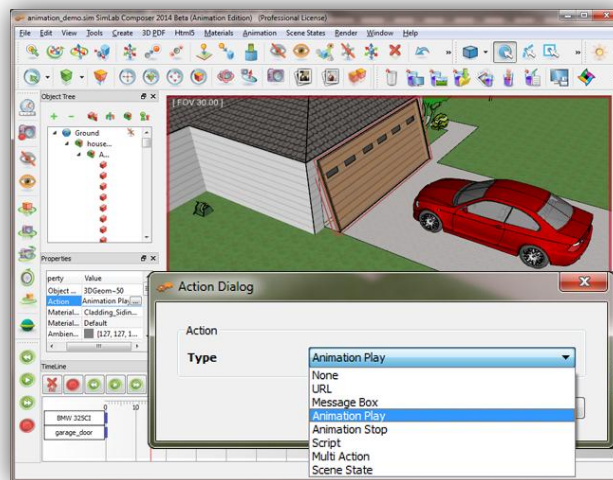 animation_demo.sim SimLab Composer 2014 Beta (Animation Edition) (Professional License)
File Edit View Tools Create 3D PDF Html5 Materials Animation Scene States Render Window Help
Object Tree
[ FOV 30.00 ]
Ground
house...
A...
Properties
perty Value
Object ... 3DGeom~50
Action Animation Pla ...
Material... Cladding_Sidin...
Material... Default
Ambien... [127, 127, 1...
TimeLine
0 10
BMW 325CI
garage_door
Action Dialog
Action
Type Animation Play
None
URL
Message Box
Animation Play
Animation Stop
Script
Multi Action
Scene State